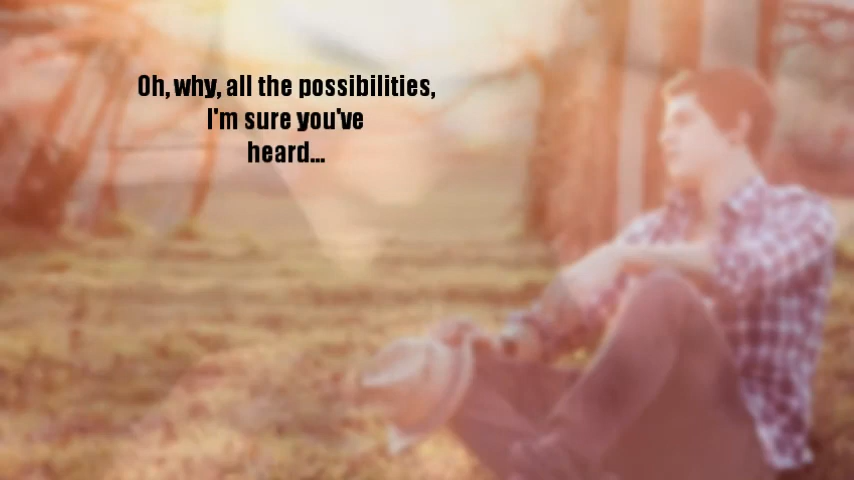 Oh, why, all the possibilities,
I'm sure you've
heard...